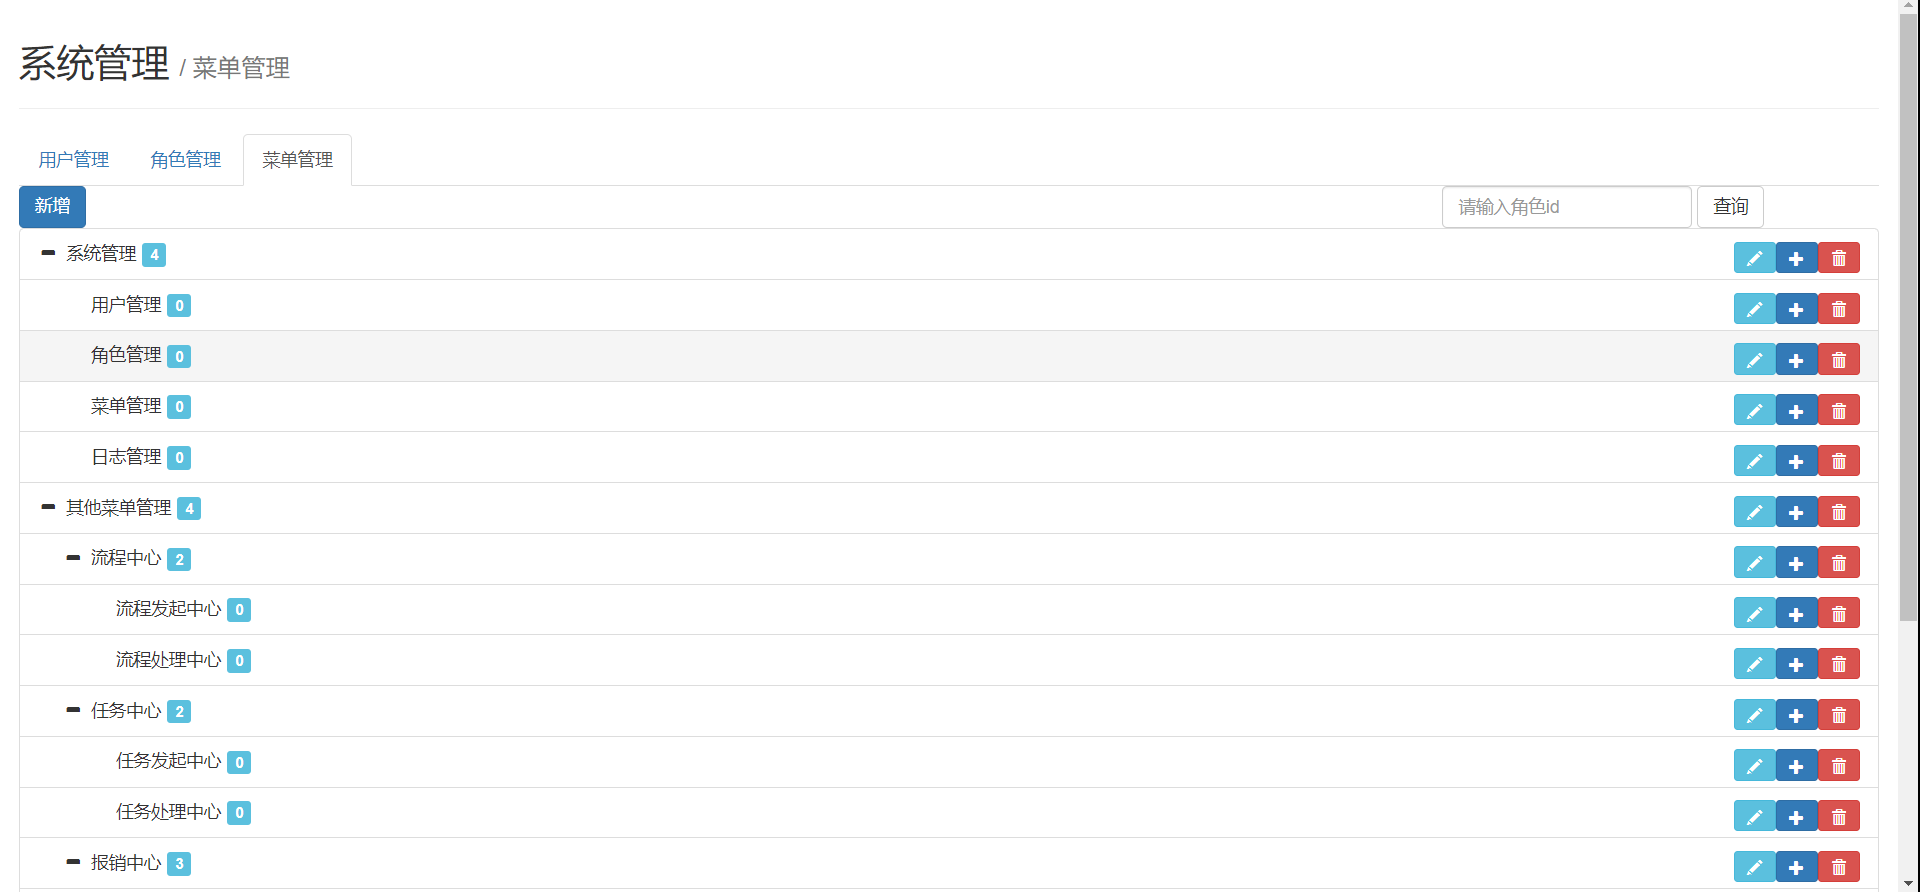 系统管理 / 菜单管理
用户管理 角色管理 菜单管理
新增 请输入角色id 查询
系统管理 4
用户管理 0
角色管理 0
菜单管理 0
日志管理 0
其他菜单管理 4
流程中心 2
流程发起中心 0
流程处理中心 0
任务中心 2
任务发起中心 0
任务处理中心 0
报销中心 3